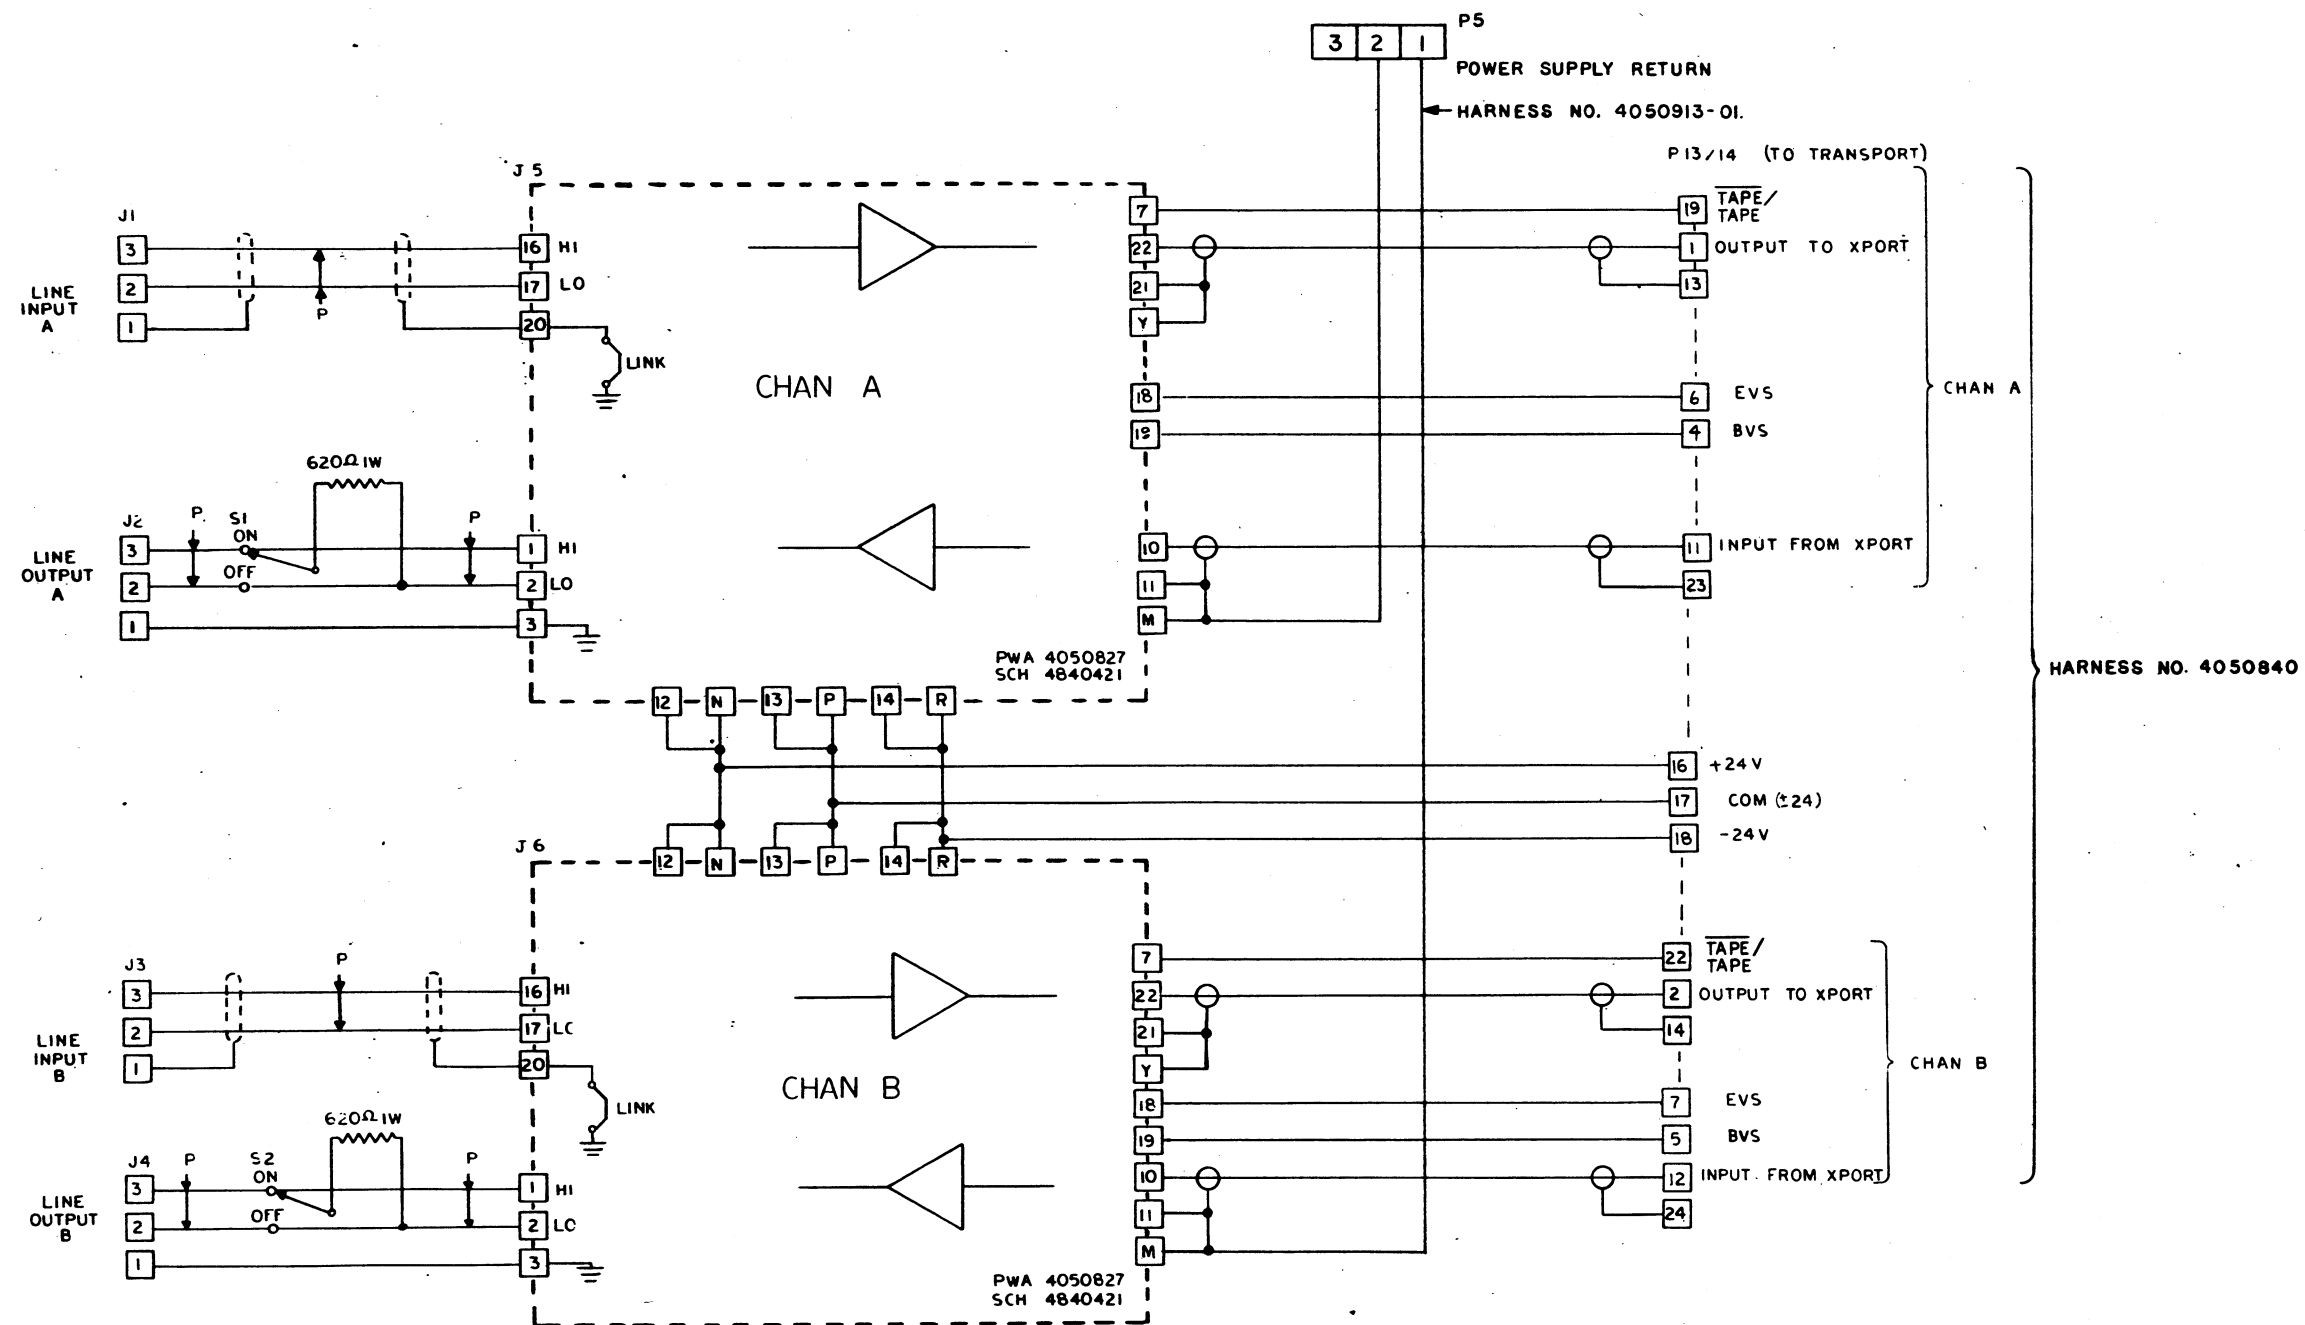 P5
3 2 1
POWER SUPPLY RETURN
HARNESS NO. 4050913-01.
P13/14 (TO TRANSPORT)
J5
J1
3
2
1
LINE
INPUT
A
P
16 HI
17 LO
20
LINK
CHAN A
7
22
21
Y
18
19
10
11
M
19 TAPE/
TAPE
1 OUTPUT TO XPORT
13
6 EVS
4 BVS
11 INPUT FROM XPORT
23
CHAN A
620Ω 1W
J2
P.
S1
ON
OFF
P
3
2
1
LINE
OUTPUT
A
1 HI
2 LO
3
PWA 4050827
SCH 4840421
HARNESS NO. 4050840
12 N 13 P 14 R
16 +24V
17 COM (±24)
18 -24V
J6
12 N 13 P 14 R
J3
3
2
1
LINE
INPUT
B
P
16 HI
17 LO
20
LINK
CHAN B
7
22
21
Y
18
19
10
11
M
22 TAPE/
TAPE
2 OUTPUT TO XPORT
14
7 EVS
5 BVS
12 INPUT. FROM XPORT
24
CHAN B
620Ω 1W
J4
P
S2
ON
OFF
P
3
2
1
LINE
OUTPUT
B
1 HI
2 LO
3
PWA 4050827
SCH 4840421